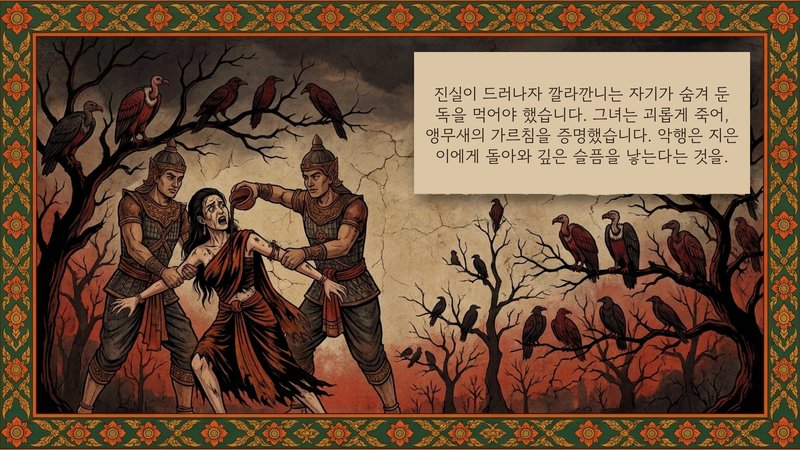 진실이 드러나자 깔라깐니는 자기가 숨겨 둔
독을 먹어야 했습니다. 그녀는 괴롭게 죽어,
앵무새의 가르침을 증명했습니다. 악행은 지은
이에게 돌아와 깊은 슬픔을 낳는다는 것을.